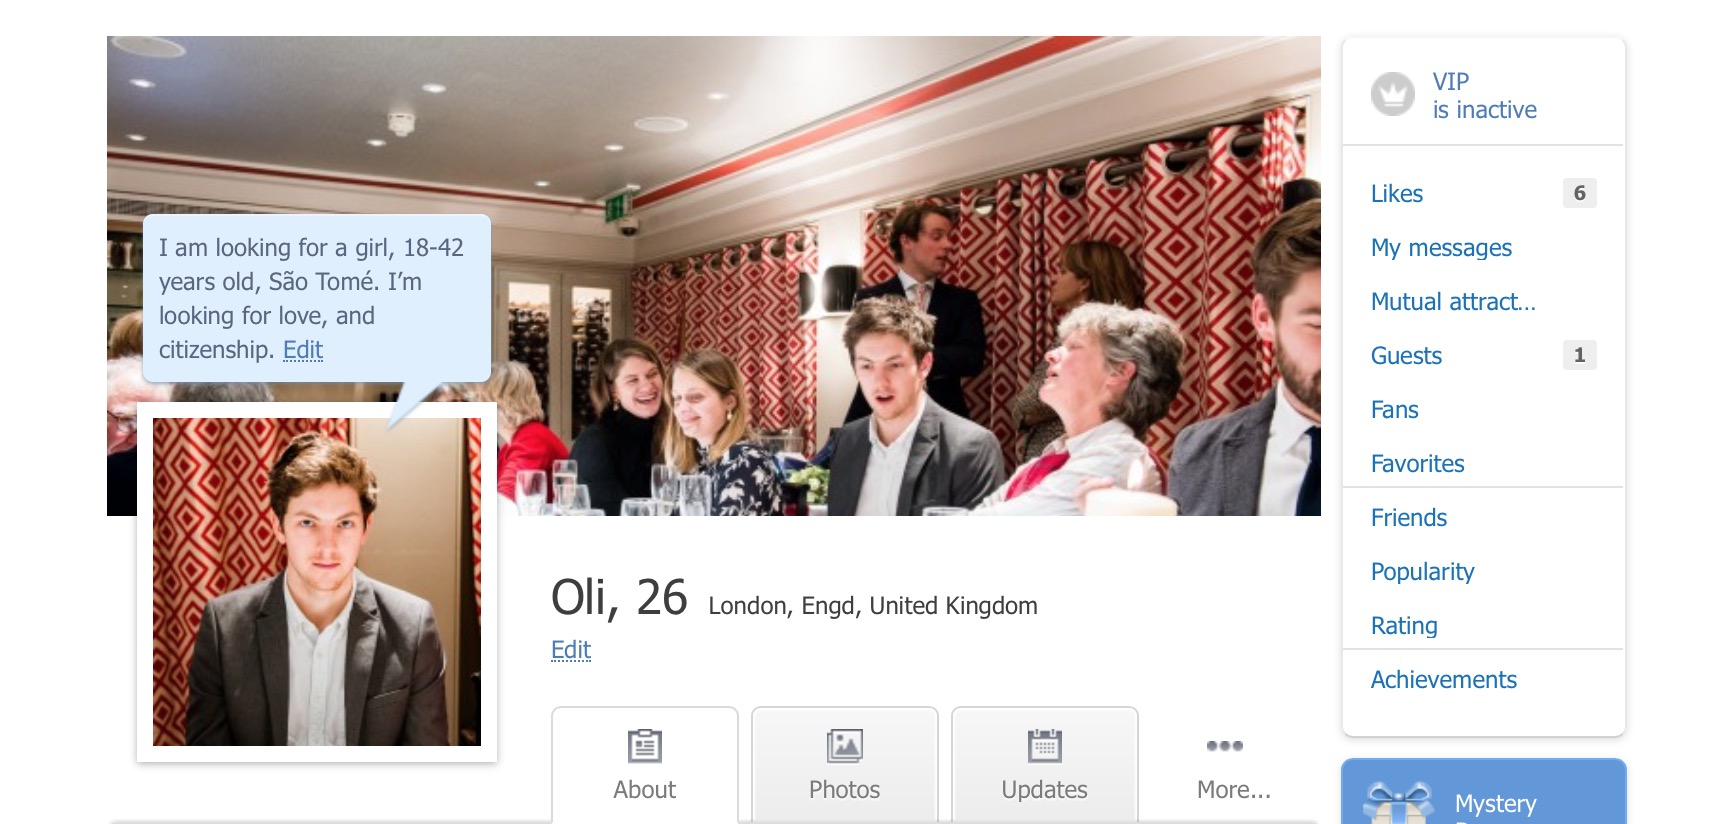 I am looking for a girl, 18-42
years old, São Tomé. I’m
looking for love, and
citizenship. Edit
Oli, 26 London, Engd, United Kingdom
Edit
About
Photos
Updates
More...
VIP
is inactive
Likes 6
My messages
Mutual attract...
Guests 1
Fans
Favorites
Friends
Popularity
Rating
Achievements
Mystery